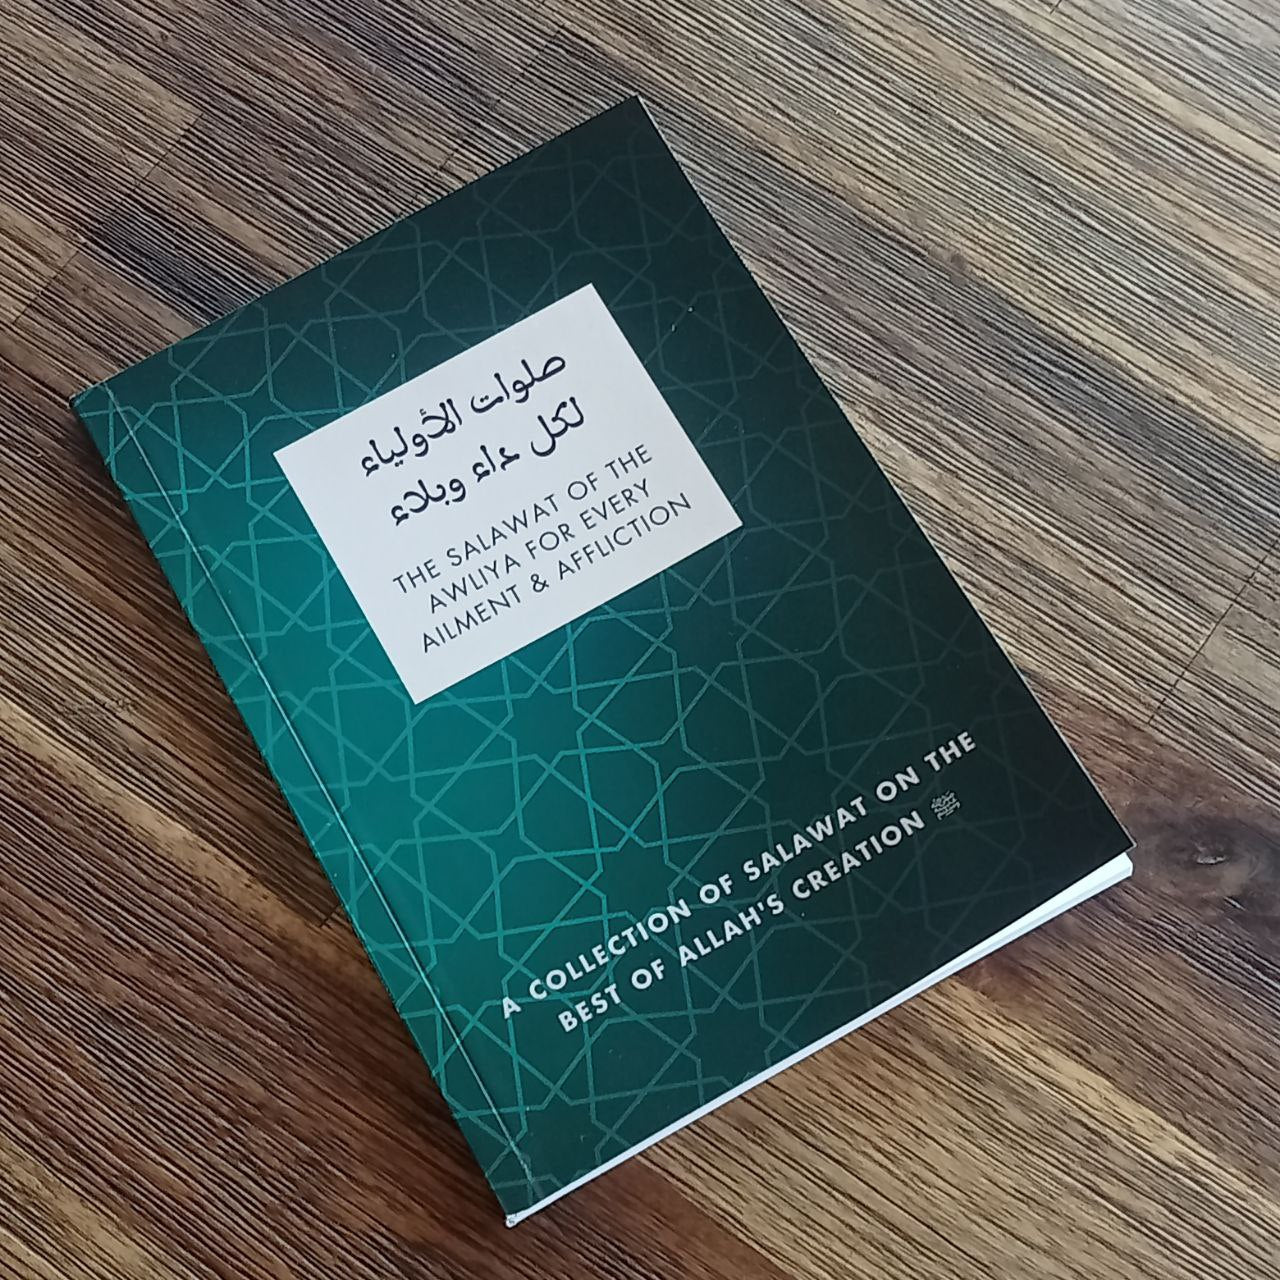 صلوات الأولياء
لكل داء وبلاء
THE SALAWAT OF THE
AWLIYA FOR EVERY
AILMENT & AFFLICTION
A COLLECTION OF SALAWAT ON THE
BEST OF ALLAH'S CREATION ﷺ